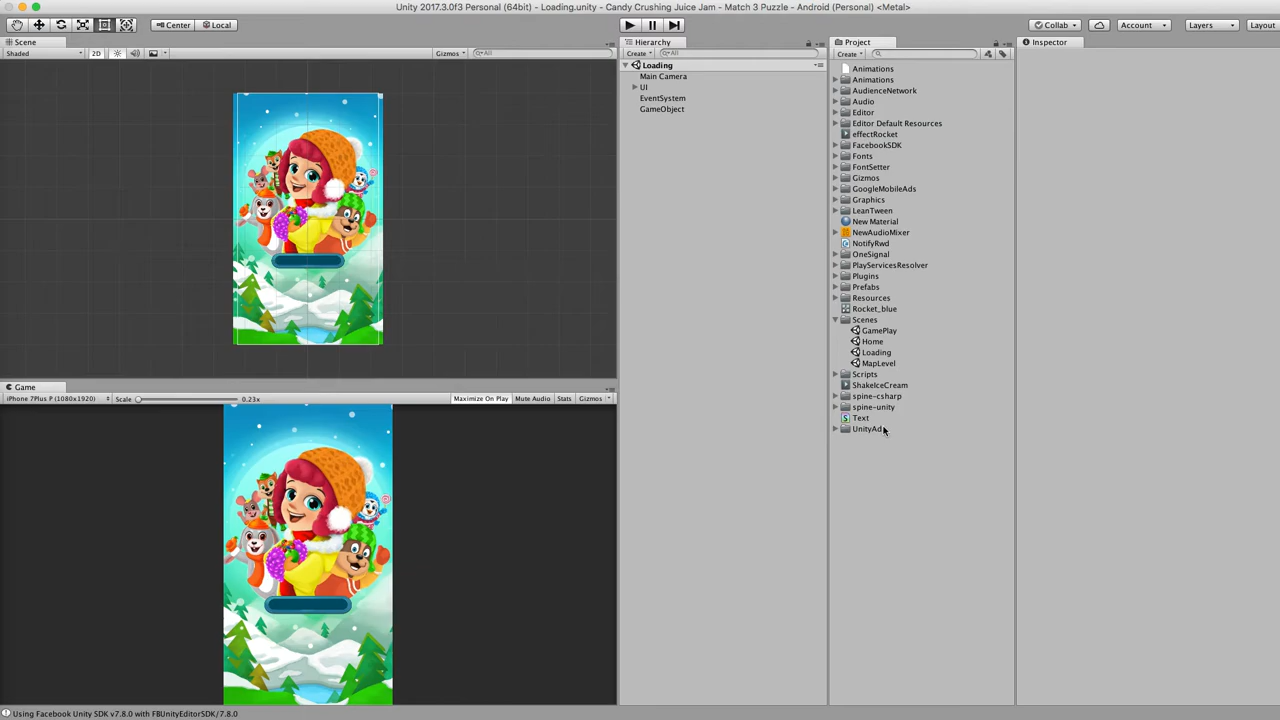 Unity 2017.3.0f3 Personal (64bit) - Loading.unity - Candy Crushing Juice Jam - Match 3 Puzzle - Android (Personal) <Metal>
Center Local
Collab Account Layers Layout
Scene
Shaded 2D Gizmos All
Game
iPhone 7Plus P (1080x1920) Scale 0.23x Maximize On Play Mute Audio Stats Gizmos
Hierarchy
Create All
Loading
Main Camera
UI
EventSystem
GameObject
Project
Create
Animations
Animations
AudienceNetwork
Audio
Editor
Editor Default Resources
effectRocket
FacebookSDK
Fonts
FontSetter
Gizmos
GoogleMobileAds
Graphics
LeanTween
New Material
NewAudioMixer
NotifyRwd
OneSignal
PlayServicesResolver
Plugins
Prefabs
Resources
Rocket_blue
Scenes
GamePlay
Home
Loading
MapLevel
Scripts
ShakeIceCream
spine-csharp
spine-unity
Text
UnityAd
Inspector
Using Facebook Unity SDK v7.8.0 with FBUnityEditorSDK/7.8.0